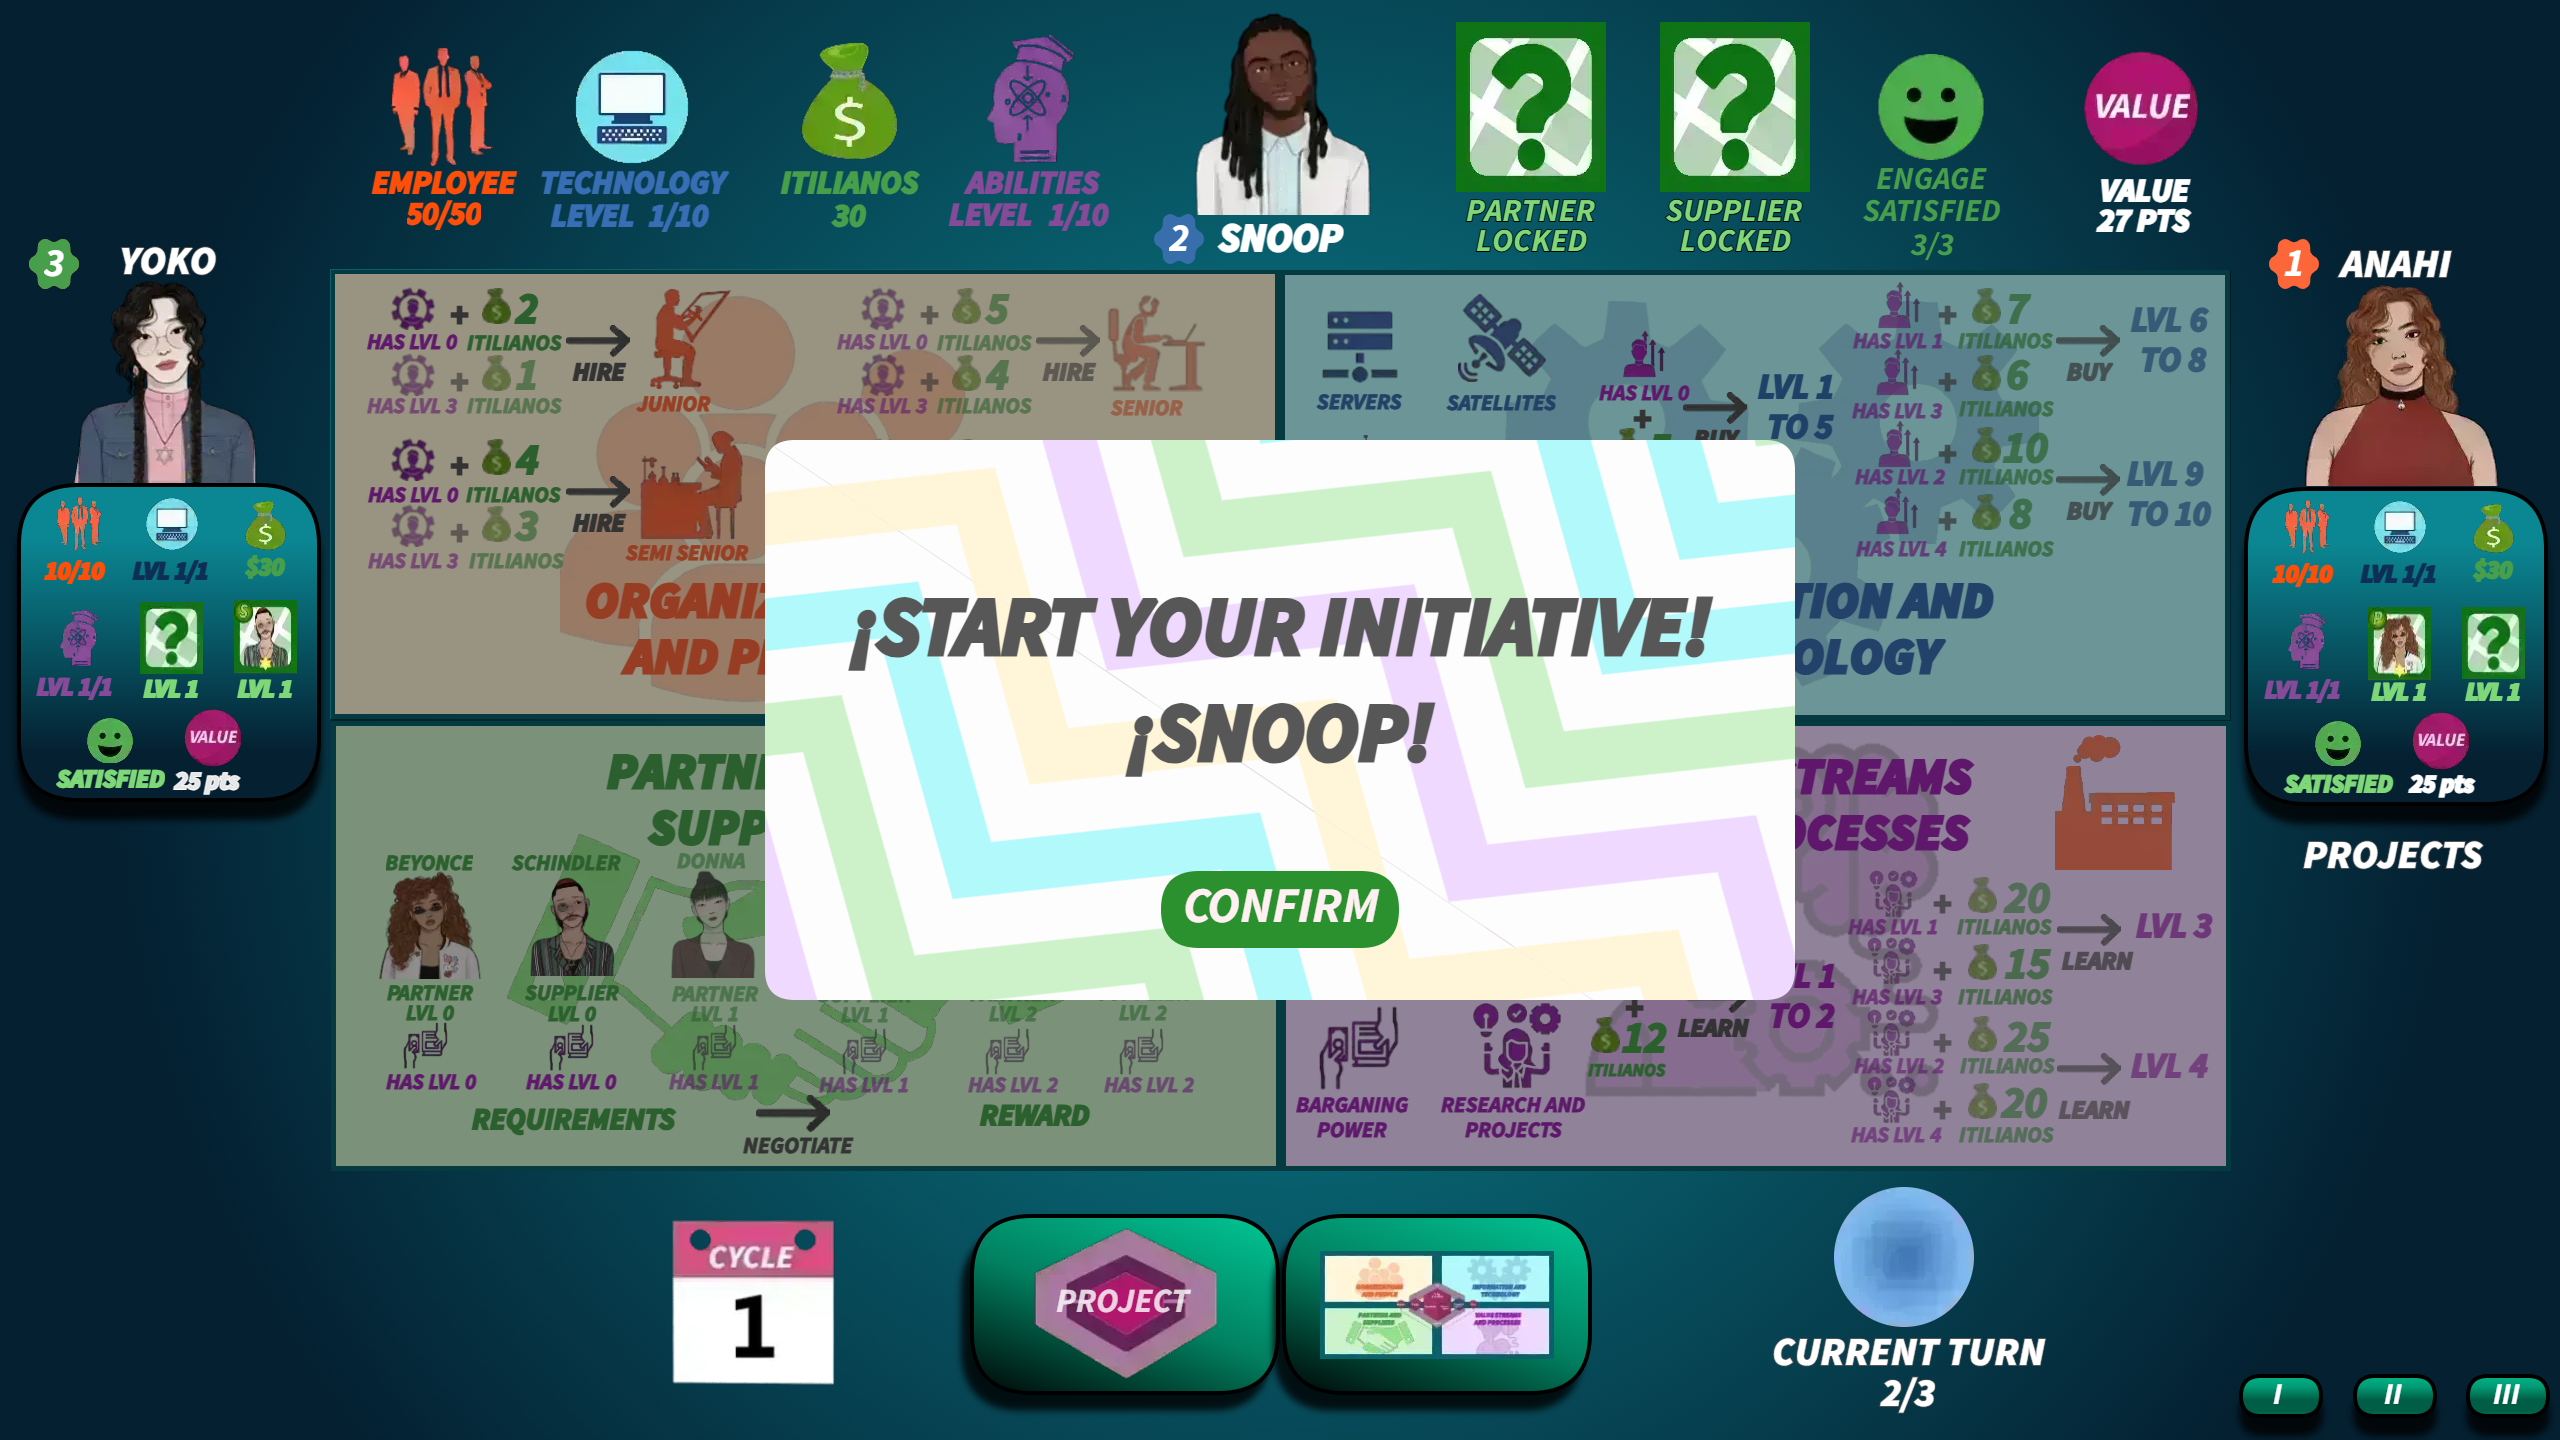 EMPLOYEE
50/50
TECHNOLOGY
LEVEL 1/10
ITILIANOS
30
ABILITIES
LEVEL 1/10
2 SNOOP
PARTNER
LOCKED
SUPPLIER
LOCKED
ENGAGE
SATISFIED
3/3
VALUE
VALUE
27 PTS
3 YOKO
10/10 LVL 1/1 $30
LVL 1/1 LVL 1 LVL 1
VALUE
SATISFIED 25 pts
1 ANAHI
10/10 LVL 1/1 $30
LVL 1/1 LVL 1 LVL 1
VALUE
SATISFIED 25 pts
PROJECTS
+ 2
HAS LVL 0 ITILIANOS
+ 1
HAS LVL 3 ITILIANOS
HIRE
JUNIOR
+ 5
HAS LVL 0 ITILIANOS
+ 4
HAS LVL 3 ITILIANOS
HIRE
SENIOR
+ 4
HAS LVL 0 ITILIANOS
+ 3
HAS LVL 3 ITILIANOS
HIRE
SEMI SENIOR
SERVERS
SATELLITES
HAS LVL 0
+
BUY
LVL 1
TO 5
+ 7
HAS LVL 1 ITILIANOS
+ 6
HAS LVL 3 ITILIANOS
BUY
LVL 6
TO 8
+ 10
HAS LVL 2 ITILIANOS
+ 8
HAS LVL 4 ITILIANOS
BUY
LVL 9
TO 10
TION AND
OLOGY
¡START YOUR INITIATIVE!
¡SNOOP!
CONFIRM
BEYONCE SCHINDLER DONNA
PARTNER
LVL 0
SUPPLIER
LVL 0
PARTNER
LVL 1
LVL 1
LVL 2
LVL 2
HAS LVL 0 HAS LVL 0 HAS LVL 1 HAS LVL 1 HAS LVL 2 HAS LVL 2
REQUIREMENTS
NEGOTIATE
REWARD
TREAMS
OCESSES
BARGANING
POWER
RESEARCH AND
PROJECTS
+
12
ITILIANOS
LEARN
TO 2
+ 20
HAS LVL 1 ITILIANOS
+ 15
HAS LVL 3 ITILIANOS
LEARN
LVL 3
+ 25
HAS LVL 2 ITILIANOS
+ 20
HAS LVL 4 ITILIANOS
LEARN
LVL 4
CYCLE
1
PROJECT
CURRENT TURN
2/3
I II III